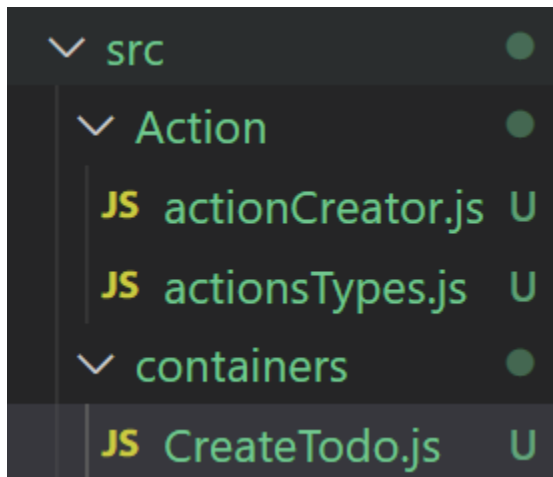 src
Action
JS actionCreator.js U
JS actionsTypes.js U
containers
JS CreateTodo.js U